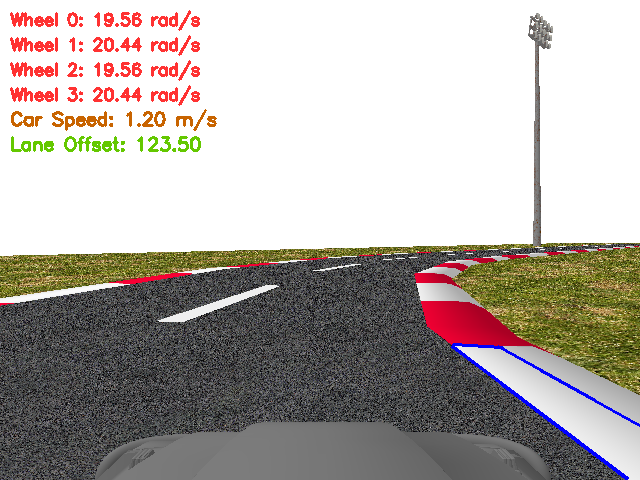 Wheel 0: 19.56 rad/s
Wheel 1: 20.44 rad/s
Wheel 2: 19.56 rad/s
Wheel 3: 20.44 rad/s
Car Speed: 1.20 m/s
Lane Offset: 123.50